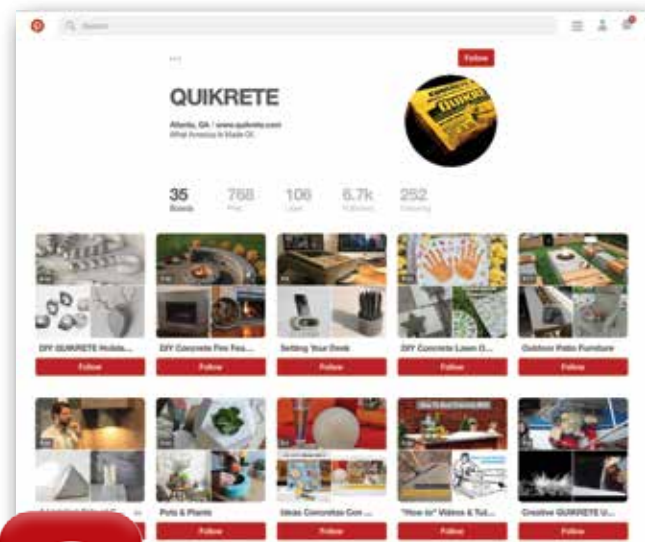 Search
Follow
QUIKRETE
Atlanta, GA / www.quikrete.com
What America Is Made Of.
35 768 106 6.7k 252
Boards Pins Likes Followers Following
DIY QUIKRETE Holida... DIY Concrete Fire Fea... Setting Your Desk DIY Concrete Lawn O... Outdoor Patio Furniture
Follow Follow Follow Follow Follow
Pots & Plants Ideas Concretas Con ... "How to" Videos & Tut... Creative QUIKRETE U...
Follow Follow Follow Follow